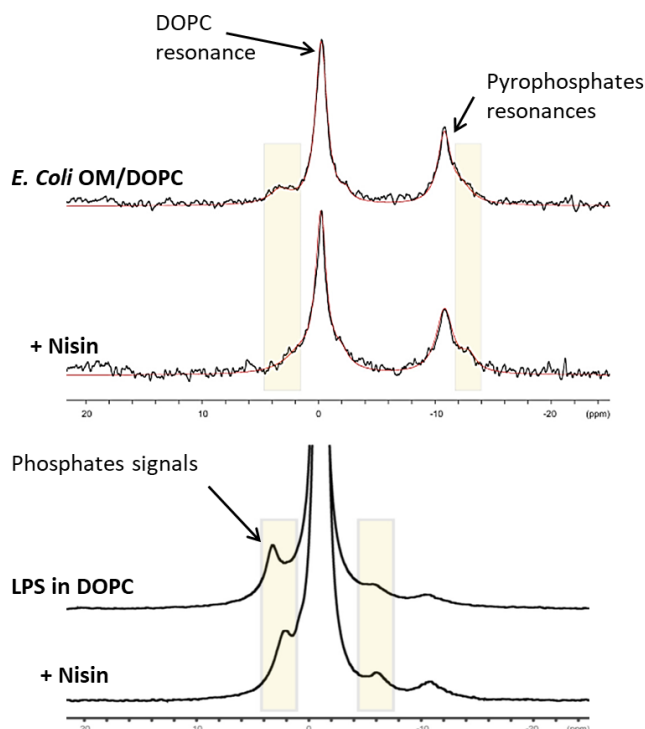 DOPC
resonance
Pyrophosphates
resonances
E. Coli OM/DOPC
+ Nisin
20 10 0 -10 -20 (ppm)
Phosphates signals
LPS in DOPC
+ Nisin